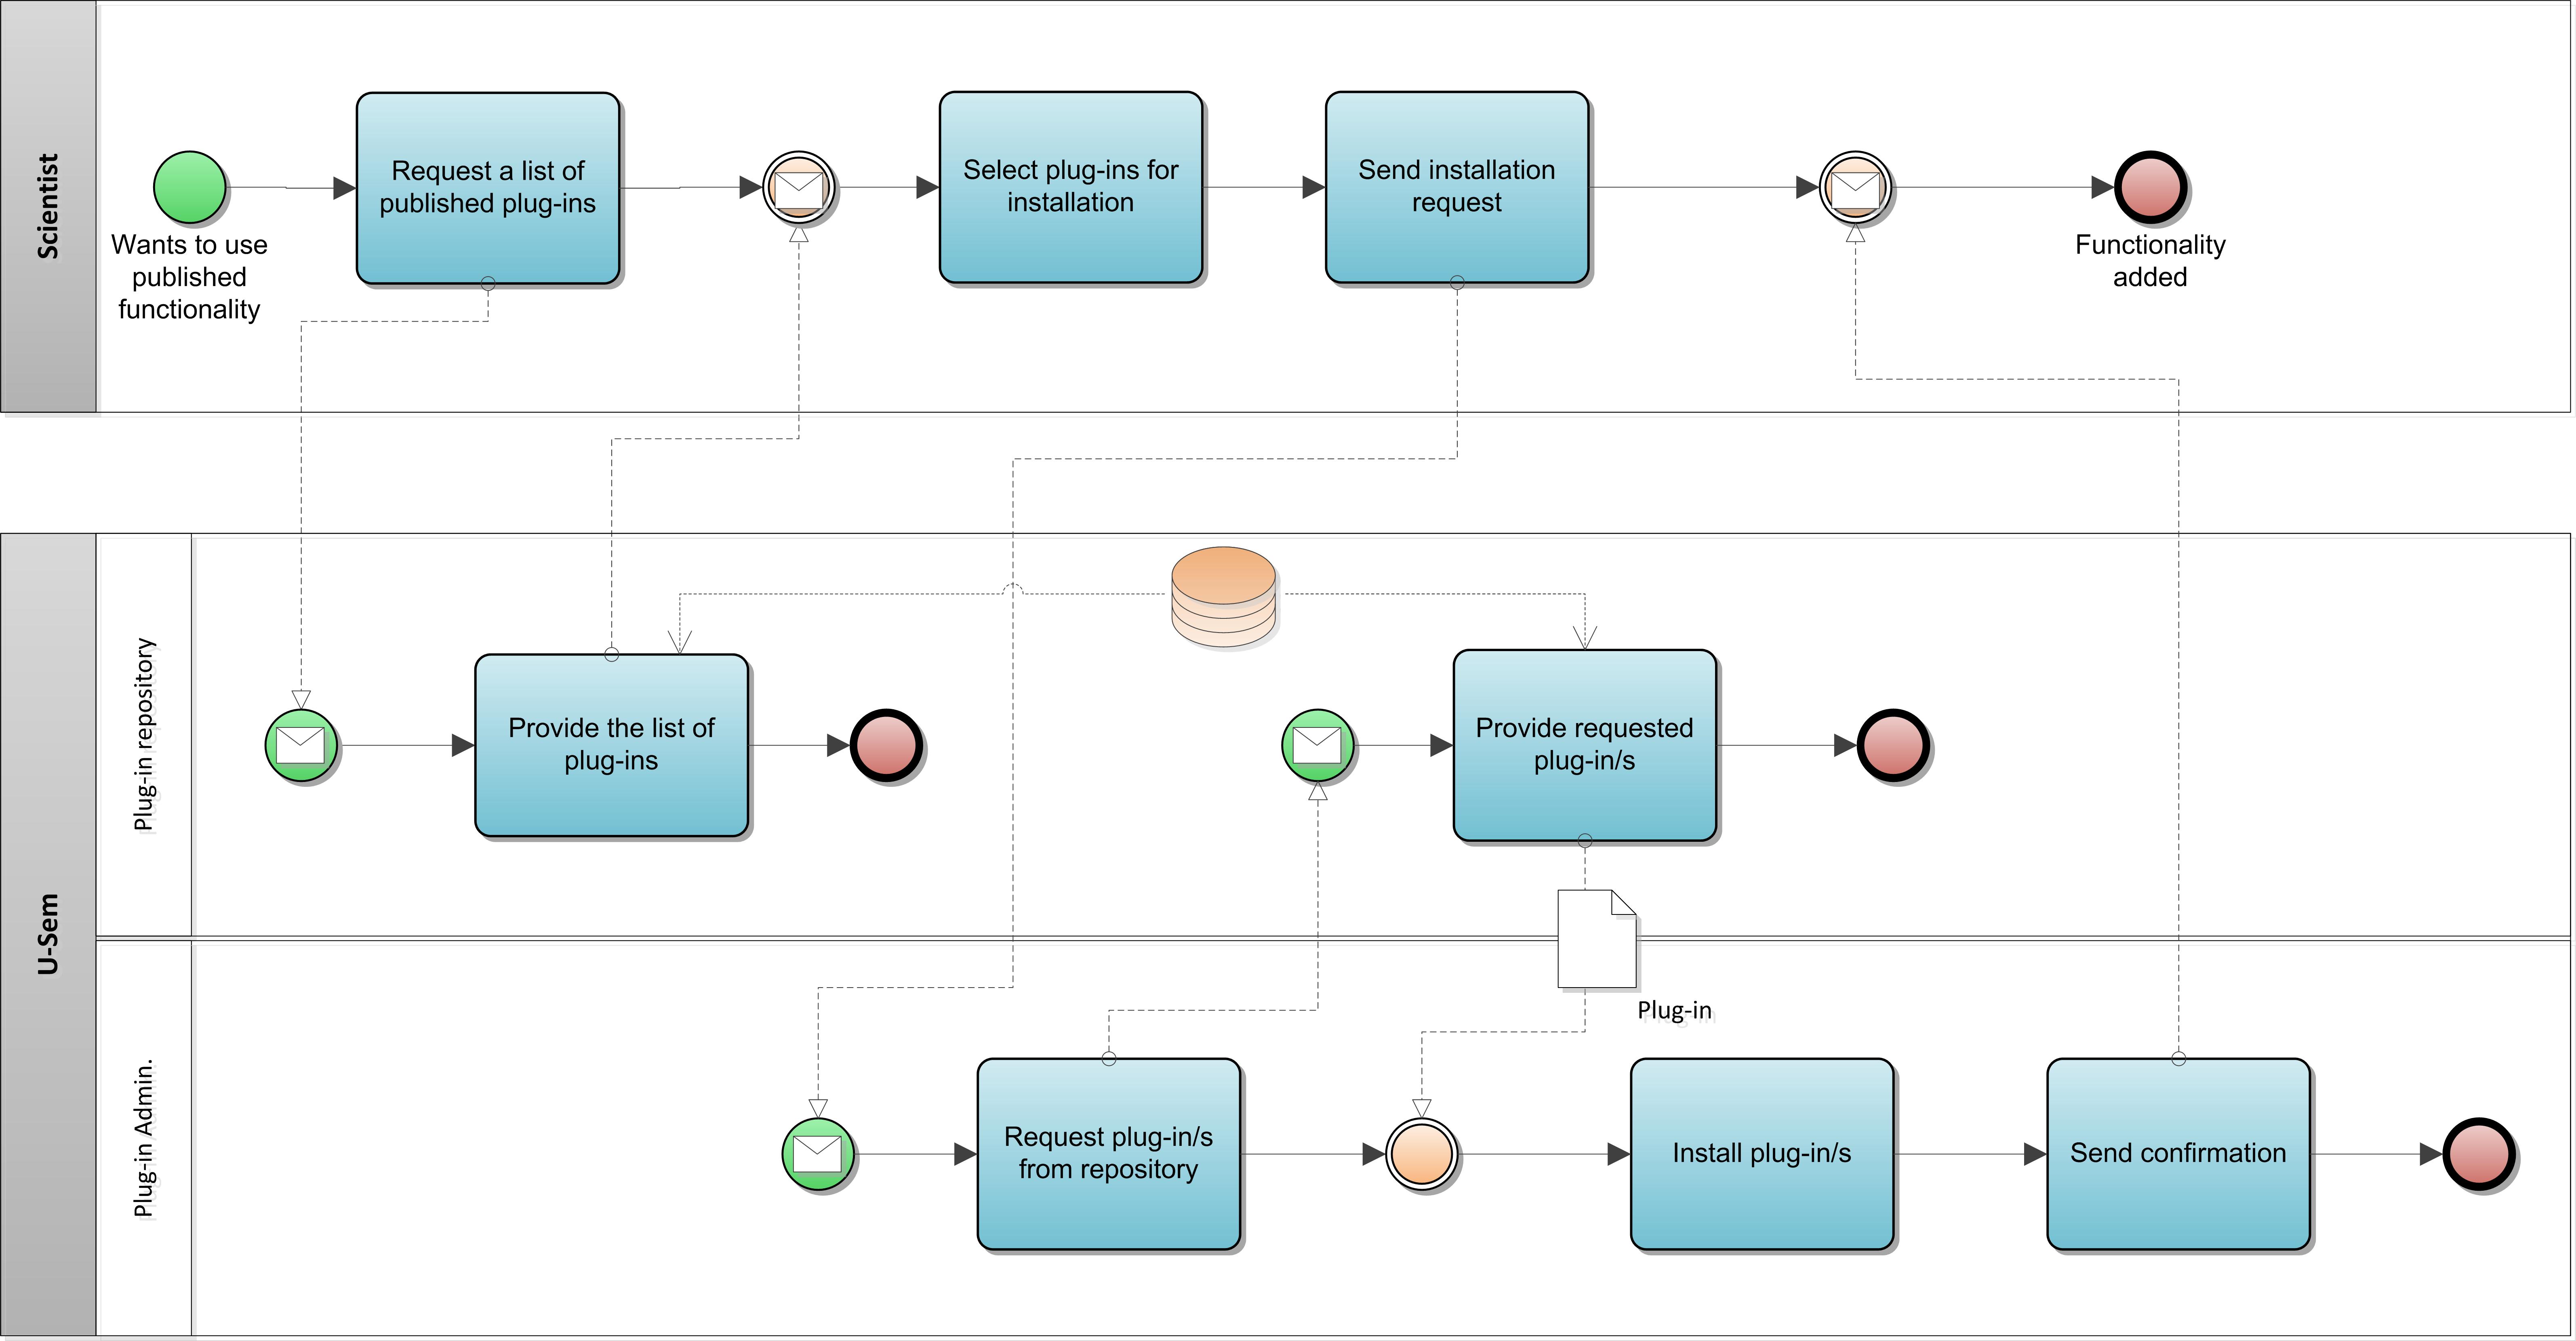 Scientist
Wants to use
published
functionality
Request a list of
published plug-ins
Select plug-ins for
installation
Send installation
request
Functionality
added
U-Sem
Plug-in repository
Provide the list of
plug-ins
Provide requested
plug-in/s
Plug-in
Plug-in Admin.
Request plug-in/s
from repository
Install plug-in/s
Send confirmation